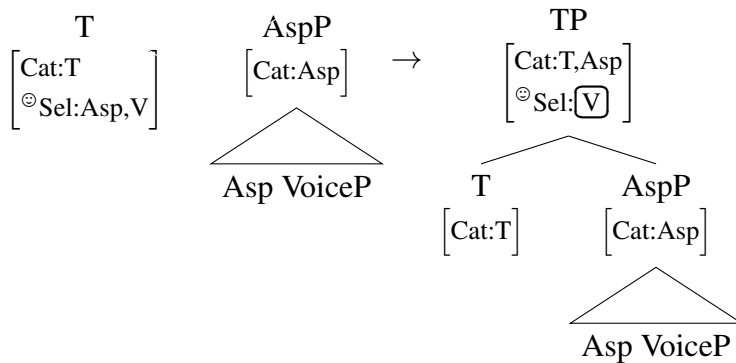 T AspP TP
[Cat:T [Cat:Asp] → [Cat:T,Asp
☺Sel:Asp,V] ☺Sel:V]
Asp VoiceP
T AspP
[Cat:T] [Cat:Asp]
Asp VoiceP